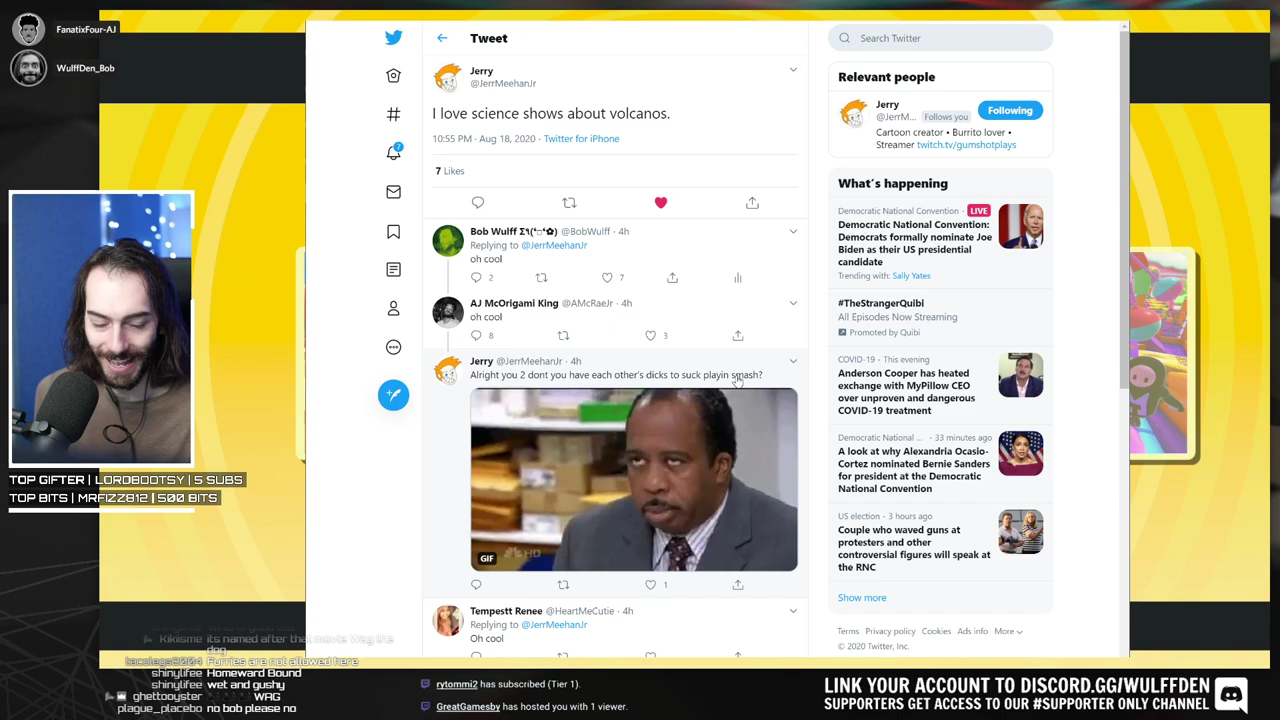 FanatixFour-AJ
WulffDen_Bob
TOP GIFTER | LORDBOOTSY | 5 SUBS
TOP BITS | MRFIZZ812 | 500 BITS
Kikiisme its named after that movie Wag the
dog
tacolegs2004 Furries are not allowed here
shinylifee Homeward Bound
shinylifee wet and gushy
ghettooyster WAG
plague_placebo no bob please no
Tweet
Jerry
@JerrMeehanJr
I love science shows about volcanos.
10:55 PM · Aug 18, 2020 · Twitter for iPhone
7 Likes
@BobWulff · 4h
Replying to @JerrMeehanJr
oh cool
2 7
AJ McOrigami King @AMcRaeJr · 4h
oh cool
8 3
Jerry @JerrMeehanJr · 4h
Alright you 2 dont you have each other's dicks to suck playin smash?
GIF
HD
1
Tempestt Renee @HeartMeCutie · 4h
Replying to @JerrMeehanJr
Oh cool
7
Search Twitter
Relevant people
Jerry
@JerrM... Follows you
Following
Cartoon creator • Burrito lover •
Streamer twitch.tv/gumshotplays
What's happening
Democratic National Convention · LIVE
Democratic National
Convention: Democrats formally nominate Joe
Biden as their US presidential
candidate
Trending with: Sally Yates
#TheStrangerQuibi
All Episodes Now Streaming
Promoted by Quibi
COVID-19 · This evening
Anderson Cooper has heated
exchange with MyPillow CEO
over unproven and dangerous
COVID-19 treatment
Democratic National ... · 33 minutes ago
A look at why Alexandria Ocasio-
Cortez nominated Bernie Sanders
for president at the Democratic
National Convention
US election · 3 hours ago
Couple who waved guns at
protesters and other
controversial figures will speak at
the RNC
Show more
Terms Privacy policy Cookies Ads info More
© 2020 Twitter, Inc.
rytommi2 has subscribed (Tier 1).
GreatGamesby has hosted you with 1 viewer.
LINK YOUR ACCOUNT TO DISCORD.GG/WULFFDEN
SUPPORTERS GET ACCESS TO OUR #SUPPORTER ONLY CHANNEL